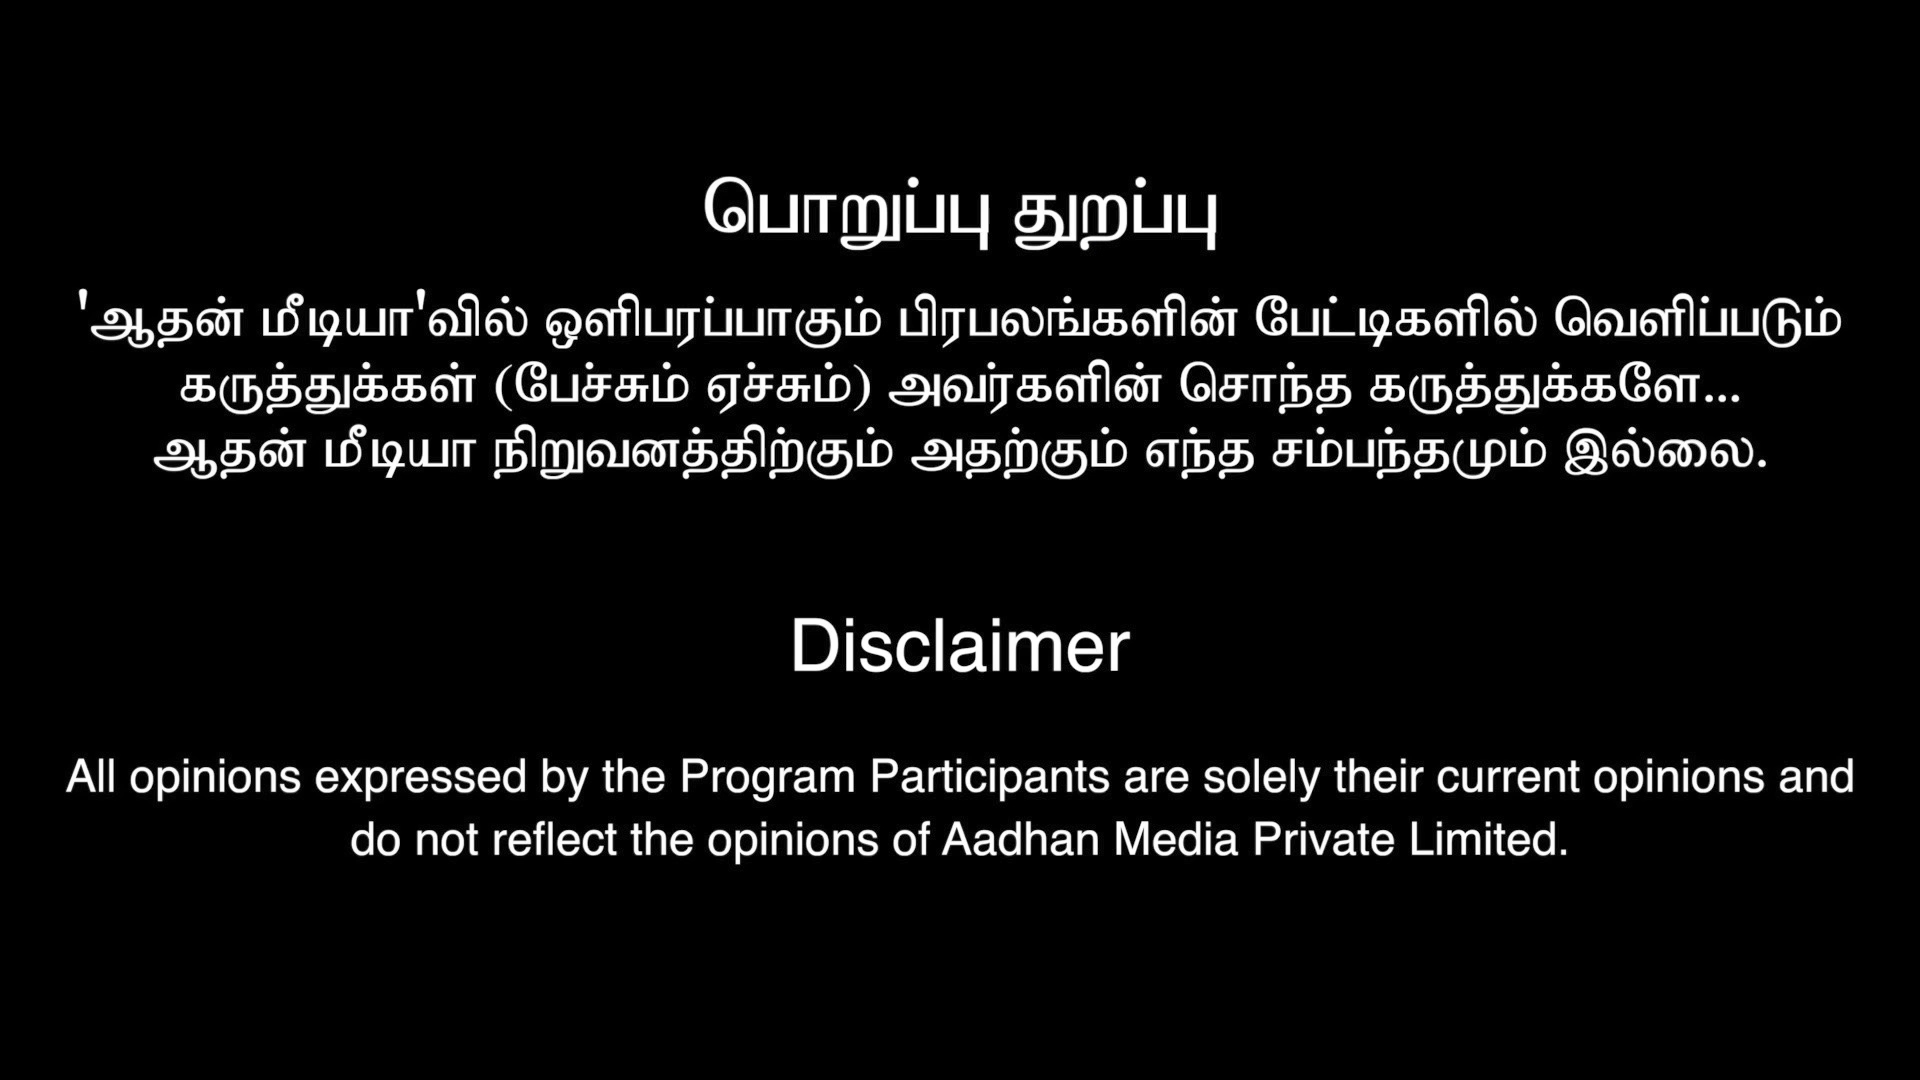 பொறுப்பு துறப்பு
'ஆதன் மீடியா'வில் ஒளிபரப்பாகும் பிரபலங்களின் பேட்டிகளில் வெளிப்படும்
கருத்துக்கள் (பேச்சும் ஏச்சும்) அவர்களின் சொந்த கருத்துக்களே...
ஆதன் மீடியா நிறுவனத்திற்கும் அதற்கும் எந்த சம்பந்தமும் இல்லை.
Disclaimer
All opinions expressed by the Program Participants are solely their current opinions and
do not reflect the opinions of Aadhan Media Private Limited.